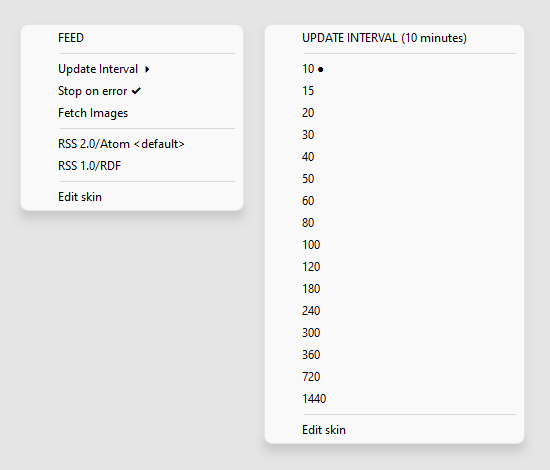 FEED
Update Interval
Stop on error ✔
Fetch Images
RSS 2.0/Atom <default>
RSS 1.0/RDF
Edit skin
UPDATE INTERVAL (10 minutes)
10 ●
15
20
30
40
50
60
80
100
120
180
240
300
360
720
1440
Edit skin